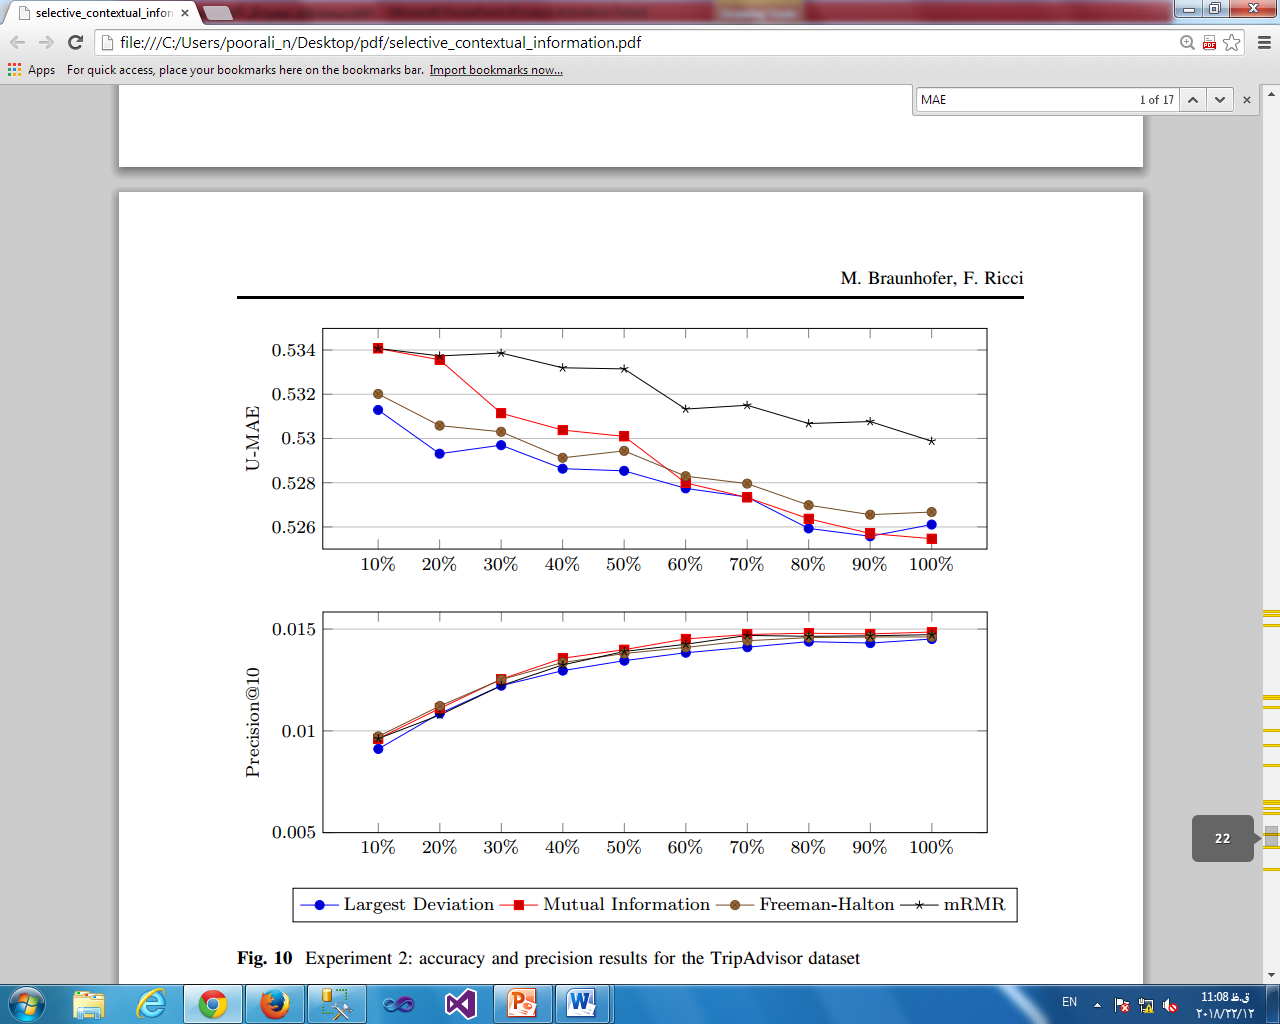 selective_contextual_infor
file:///C:/Users/poorali_n/Desktop/pdf/selective_contextual_information.pdf
Apps For quick access, place your bookmarks here on the bookmarks bar. Import bookmarks now...
MAE 1 of 17
M. Braunhofer, F. Ricci
U-MAE
0.534
0.532
0.53
0.528
0.526
10% 20% 30% 40% 50% 60% 70% 80% 90% 100%
Precision@10
0.015
0.01
0.005
10% 20% 30% 40% 50% 60% 70% 80% 90% 100%
22
Largest Deviation Mutual Information Freeman-Halton mRMR
Fig. 10 Experiment 2: accuracy and precision results for the TripAdvisor dataset
EN
11:08 ق.ظ
٢٠١٨/٢٢/١٢